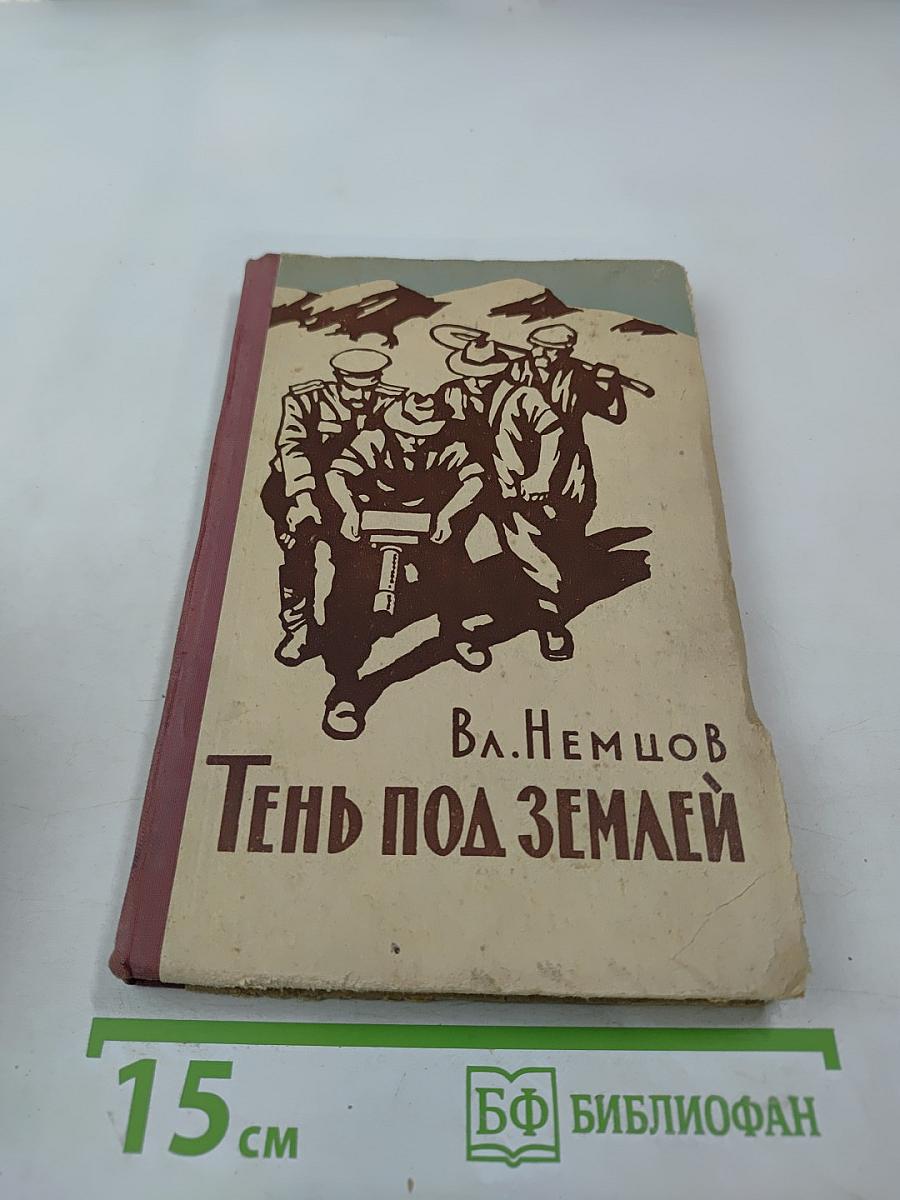 Вл. Немцов
Тень под землей
15 см
БФ БИБЛИОФАН